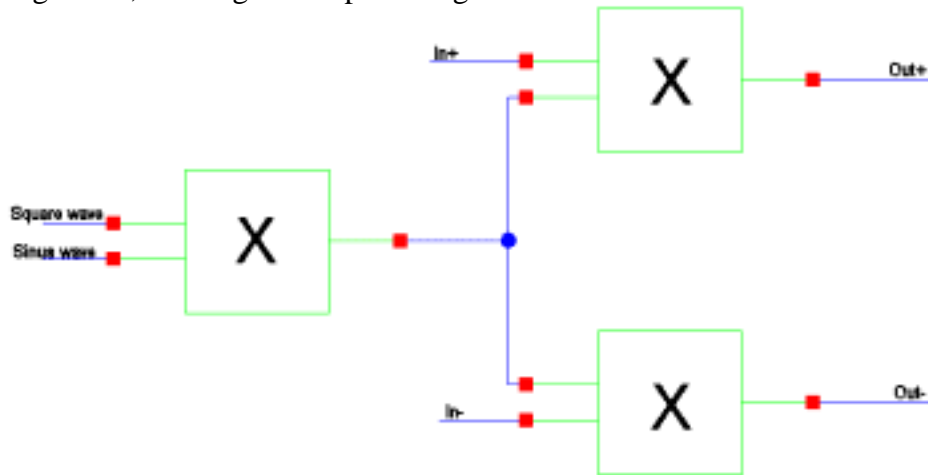 In+
Out+
X
Square wave
Sinus wave
X
X
In-
Out-